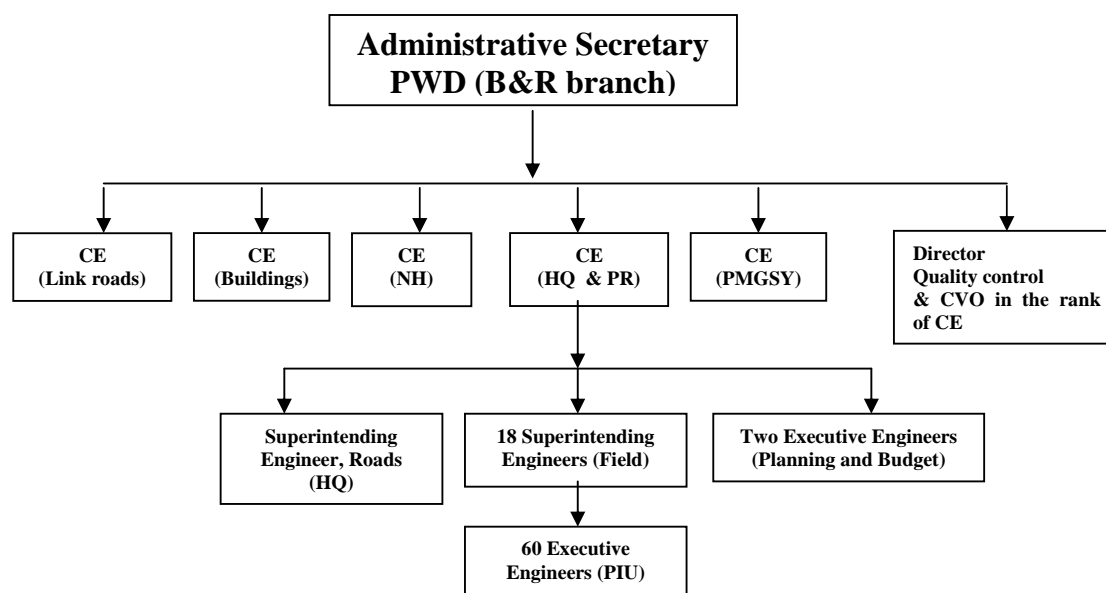 Administrative Secretary
PWD (B&R branch)
CE
(Link roads)
CE
(Buildings)
CE
(NH)
CE
(HQ & PR)
CE
(PMGSY)
Director
Quality control
& CVO in the rank
of CE
Superintending
Engineer, Roads
(HQ)
18 Superintending
Engineers (Field)
Two Executive Engineers
(Planning and Budget)
60 Executive
Engineers (PIU)